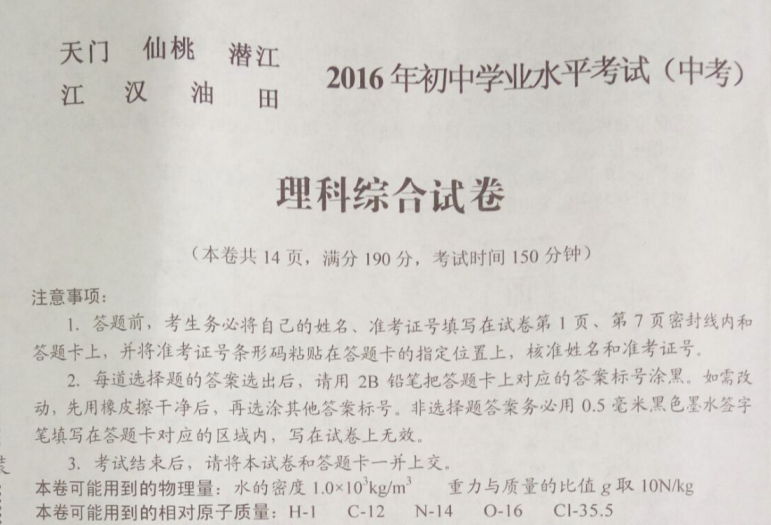 天门 仙桃 潜江
江 汉 油 田
2016年初中学业水平考试（中考）
理科综合试卷
（本卷共14页，满分190分，考试时间150分钟）
注意事项：
1. 答题前，考生务必将自己的姓名、准考证号填写在试卷第1页、第7页密封线内和
答题卡上，并将准考证号条形码粘贴在答题卡的指定位置上，核准姓名和准考证号。
2. 每道选择题的答案选出后，请用2B铅笔把答题卡上对应的答案标号涂黑。如需改
动，先用橡皮擦干净后，再选涂其他答案标号。非选择题答案务必用0.5毫米黑色墨水签字
笔填写在答题卡对应的区域内，写在试卷上无效。
3. 考试结束后，请将本试卷和答题卡一并上交。
本卷可能用到的物理量：水的密度1.0×10³kg/m³ 重力与质量的比值g取10N/kg
本卷可能用到的相对原子质量：H-1 C-12 N-14 O-16 Cl-35.5